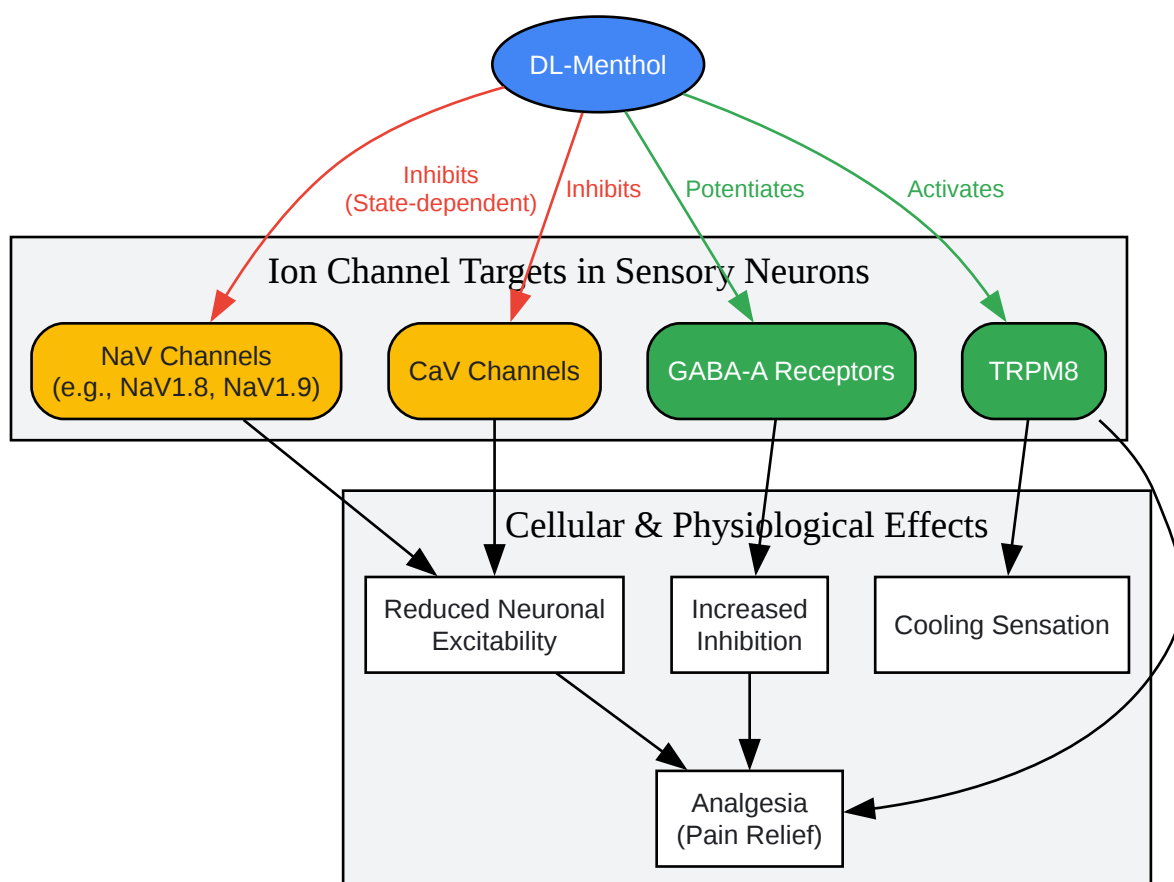 DL-Menthol
Inhibits
(State-dependent)
Inhibits
Potentiates
Activates
Ion Channel Targets in Sensory Neurons
NaV Channels
(e.g., NaV1.8, NaV1.9)
CaV Channels
GABA-A Receptors
TRPM8
Cellular & Physiological Effects
Reduced Neuronal
Excitability
Increased
Inhibition
Cooling Sensation
Analgesia
(Pain Relief)